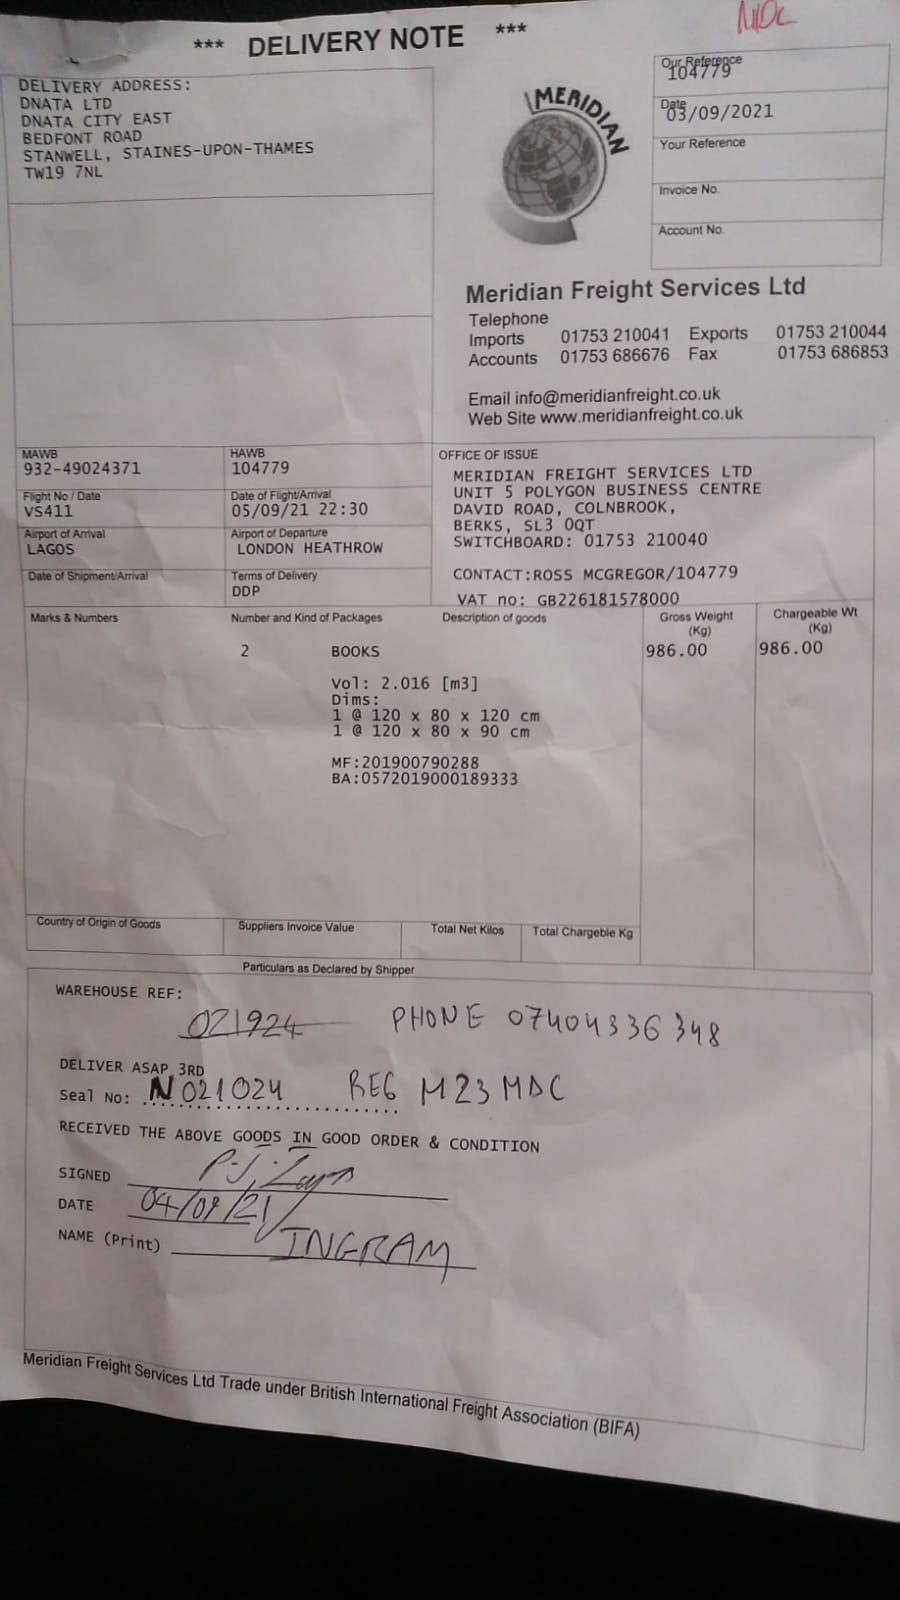 *** DELIVERY NOTE ***
DELIVERY ADDRESS:
DNATA LTD
DNATA CITY EAST
BEDFONT ROAD
STANWELL, STAINES-UPON-THAMES
TW19 7NL
MERIDIAN
Our Reference
104779
Date
03/09/2021
Your Reference
Invoice No.
Account No.
Meridian Freight Services Ltd
Telephone
Imports 01753 210041 Exports 01753 210044
Accounts 01753 686676 Fax 01753 686853
Email info@meridianfreight.co.uk
Web Site www.meridianfreight.co.uk
MAWB
932-49024371
HAWB
104779
Flight No / Date
VS411
Date of Flight/Arrival
05/09/21 22:30
Airport of Arrival
LAGOS
Airport of Departure
LONDON HEATHROW
Date of Shipment/Arrival
Terms of Delivery
DDP
OFFICE OF ISSUE
MERIDIAN FREIGHT SERVICES LTD
UNIT 5 POLYGON BUSINESS CENTRE
DAVID ROAD, COLNBROOK,
BERKS, SL3 0QT
SWITCHBOARD: 01753 210040
CONTACT:ROSS MCGREGOR/104779
VAT no: GB226181578000
Marks & Numbers
Number and Kind of Packages
Description of goods
Gross Weight
(Kg)
Chargeable Wt
(Kg)
2 BOOKS 986.00 986.00
Vol: 2.016 [m3]
Dims:
1 @ 120 x 80 x 120 cm
1 @ 120 x 80 x 90 cm
MF:201900790288
BA:0572019000189333
Country of Origin of Goods
Suppliers Invoice Value
Total Net Kilos
Total Chargeble Kg
Particulars as Declared by Shipper
WAREHOUSE REF:
021924 PHONE 07404336348
DELIVER ASAP 3RD
Seal No: N021024 REG M23 MDC
RECEIVED THE ABOVE GOODS IN GOOD ORDER & CONDITION
SIGNED
DATE 04/09/21
NAME (Print) INGRAM
Meridian Freight Services Ltd Trade under British International Freight Association (BIFA)